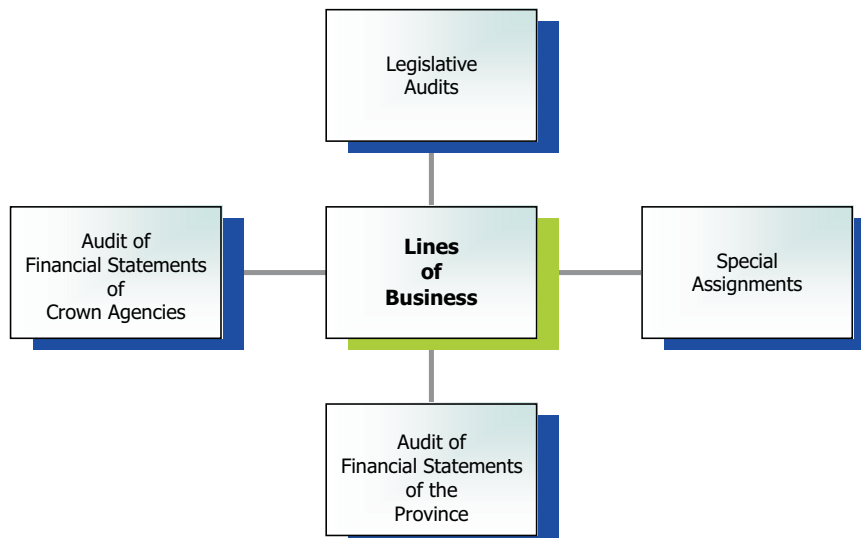 Legislative
Audits
Audit of
Financial Statements
of
Crown Agencies
Lines
of
Business
Special
Assignments
Audit of
Financial Statements
of the
Province